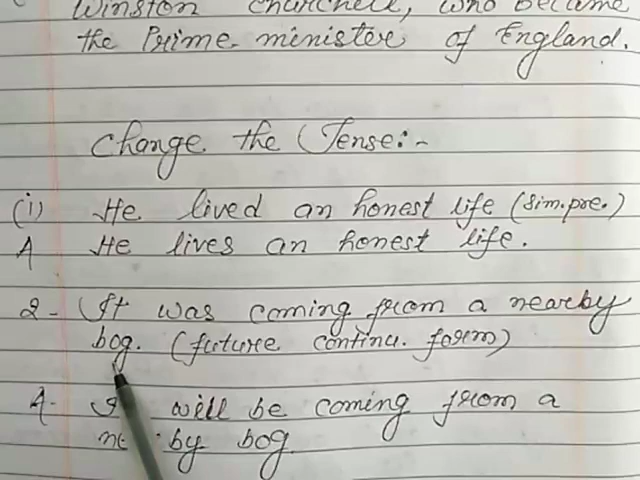 Winston Churchell, who became
the Prime minister of England.
Change the Tense:-
(i) He lived an honest life (sim.pre.)
A He lives an honest life.
2- It was coming from a nearby
bog. (future continu. form)
A- will be coming from a
by bog.